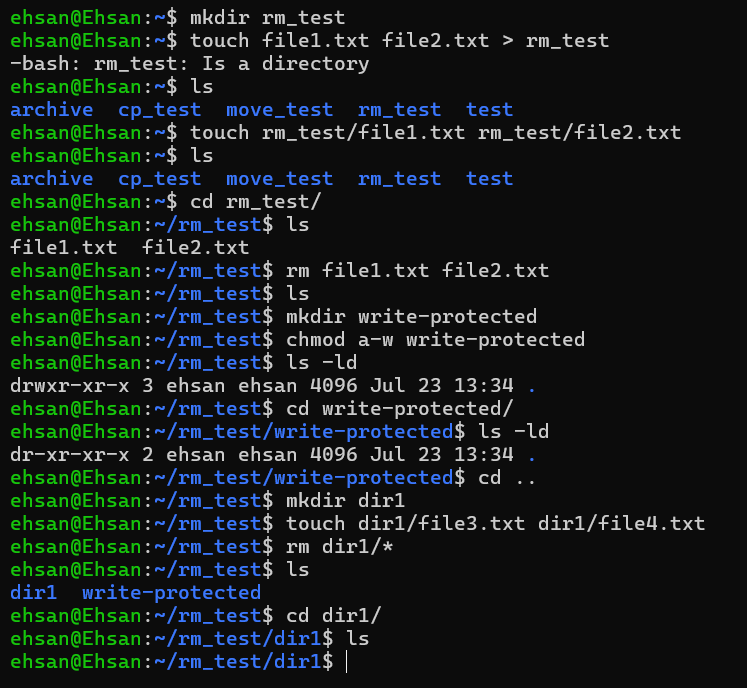 ehsan@Ehsan:~$ mkdir rm_test
ehsan@Ehsan:~$ touch file1.txt file2.txt > rm_test
-bash: rm_test: Is a directory
ehsan@Ehsan:~$ ls
archive  cp_test  move_test  rm_test  test
ehsan@Ehsan:~$ touch rm_test/file1.txt rm_test/file2.txt
ehsan@Ehsan:~$ ls
archive  cp_test  move_test  rm_test  test
ehsan@Ehsan:~$ cd rm_test/
ehsan@Ehsan:~/rm_test$ ls
file1.txt  file2.txt
ehsan@Ehsan:~/rm_test$ rm file1.txt file2.txt
ehsan@Ehsan:~/rm_test$ ls
ehsan@Ehsan:~/rm_test$ mkdir write-protected
ehsan@Ehsan:~/rm_test$ chmod a-w write-protected
ehsan@Ehsan:~/rm_test$ ls -ld
drwxr-xr-x 3 ehsan ehsan 4096 Jul 23 13:34 .
ehsan@Ehsan:~/rm_test$ cd write-protected/
ehsan@Ehsan:~/rm_test/write-protected$ ls -ld
dr-xr-xr-x 2 ehsan ehsan 4096 Jul 23 13:34 .
ehsan@Ehsan:~/rm_test/write-protected$ cd ..
ehsan@Ehsan:~/rm_test$ mkdir dir1
ehsan@Ehsan:~/rm_test$ touch dir1/file3.txt dir1/file4.txt
ehsan@Ehsan:~/rm_test$ rm dir1/*
ehsan@Ehsan:~/rm_test$ ls
dir1  write-protected
ehsan@Ehsan:~/rm_test$ cd dir1/
ehsan@Ehsan:~/rm_test/dir1$ ls
ehsan@Ehsan:~/rm_test/dir1$